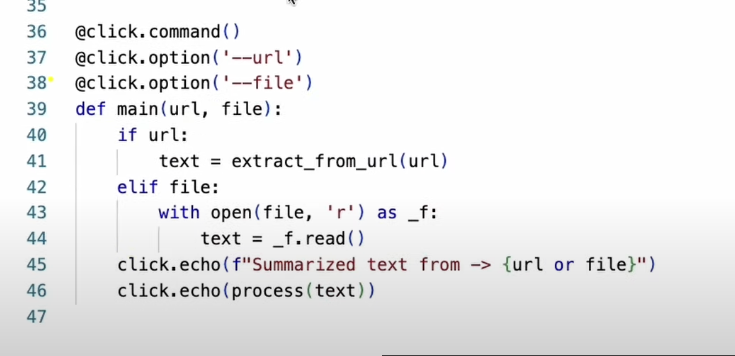 35
36 @click.command()
37 @click.option('--url')
38 @click.option('--file')
39 def main(url, file):
40     if url:
41         text = extract_from_url(url)
42     elif file:
43         with open(file, 'r') as _f:
44             text = _f.read()
45     click.echo(f"Summarized text from -> {url or file}")
46     click.echo(process(text))
47